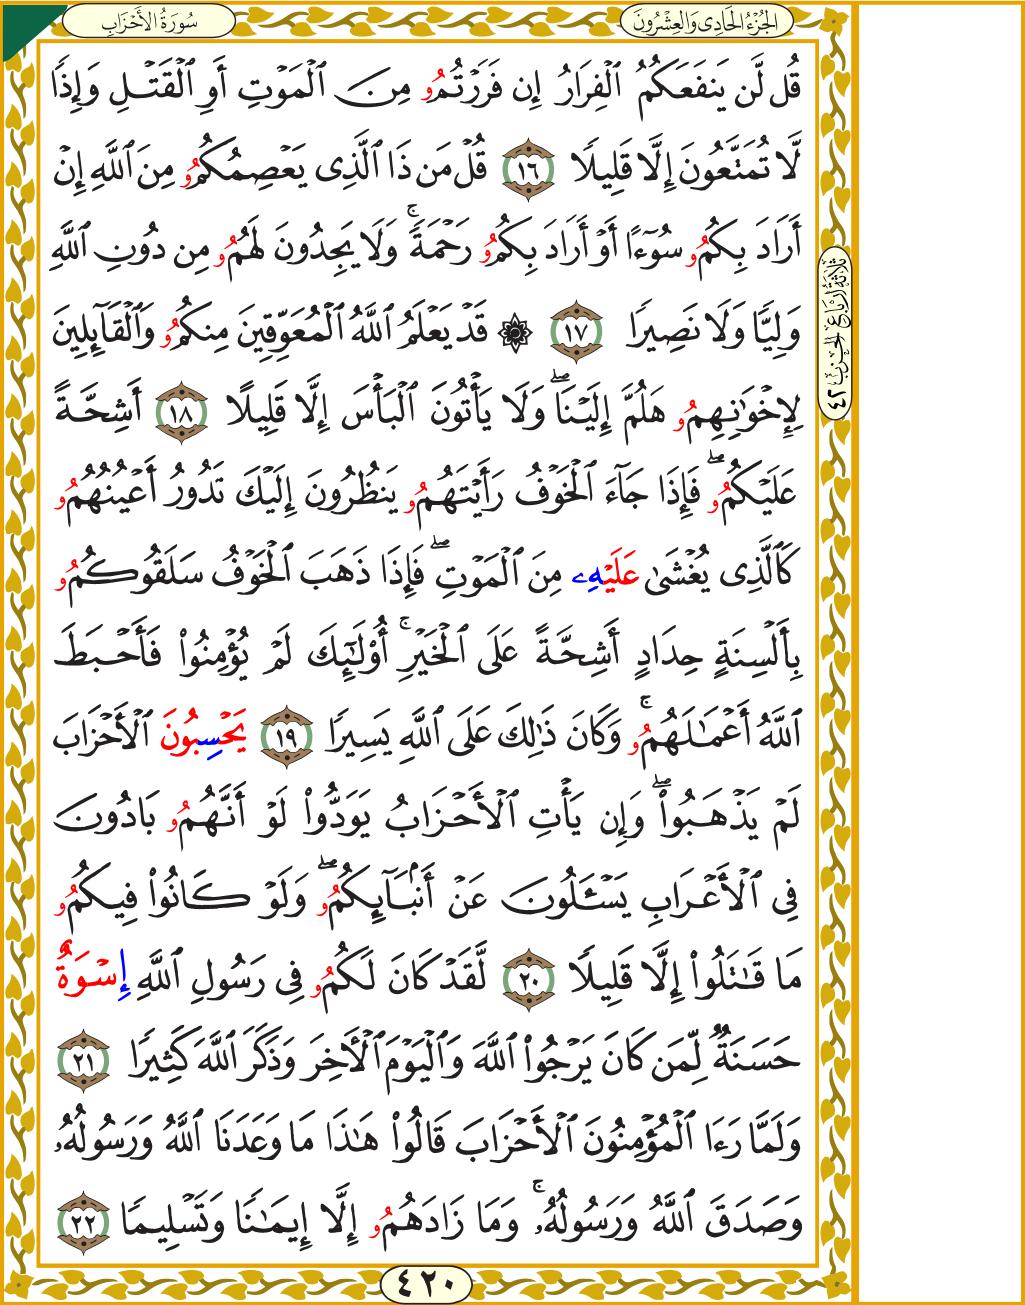 الجُزْءُ الحَادِى وَالعِشْرُونَ
سُورَةُ الأَحْزَابِ
قُل لَّن يَنفَعَكُمُۥ ٱلْفِرَارُ إِن فَرَرْتُمُۥ مِنَ ٱلْمَوْتِ أَوِ ٱلْقَتْلِ وَإِذًا
لَّا تُمَتَّعُونَ إِلَّا قَلِيلًا ١٦ قُلْ مَن ذَا ٱلَّذِى يَعْصِمُكُمُۥ مِنَ ٱللَّهِ إِنْ
أَرَادَ بِكُمُۥ سُوٓءًا أَوْ أَرَادَ بِكُمُۥ رَحْمَةًۚ وَلَا يَجِدُونَ لَهُمُۥ مِن دُونِ ٱللَّهِ
وَلِيًّا وَلَا نَصِيرًا ١٧ ۞ قَدْ يَعْلَمُ ٱللَّهُ ٱلْمُعَوِّقِينَ مِنكُمُۥ وَٱلْقَآئِلِينَ
لِإِخْوَٰنِهِمُۥ هَلُمَّ إِلَيْنَاۖ وَلَا يَأْتُونَ ٱلْبَأْسَ إِلَّا قَلِيلًا ١٨ أَشِحَّةً
عَلَيْكُمُۥۖ فَإِذَا جَآءَ ٱلْخَوْفُ رَأَيْتَهُمُۥ يَنظُرُونَ إِلَيْكَ تَدُورُ أَعْيُنُهُمُۥ
كَٱلَّذِى يُغْشَىٰ عَلَيْهِۦ مِنَ ٱلْمَوْتِۖ فَإِذَا ذَهَبَ ٱلْخَوْفُ سَلَقُوكُمُۥ
بِأَلْسِنَةٍ حِدَادٍ أَشِحَّةً عَلَى ٱلْخَيْرِۚ أُوْلَٰٓئِكَ لَمْ يُؤْمِنُوا۟ فَأَحْبَطَ
ٱللَّهُ أَعْمَٰلَهُمُۥۚ وَكَانَ ذَٰلِكَ عَلَى ٱللَّهِ يَسِيرًا ١٩ يَحْسِبُونَ ٱلْأَحْزَابَ
لَمْ يَذْهَبُوا۟ۖ وَإِن يَأْتِ ٱلْأَحْزَابُ يَوَدُّوا۟ لَوْ أَنَّهُمُۥ بَادُونَ
فِى ٱلْأَعْرَابِ يَسْـَٔلُونَ عَنْ أَنۢبَآئِكُمُۥۖ وَلَوْ كَانُوا۟ فِيكُمُۥ
مَا قَٰتَلُوٓا۟ إِلَّا قَلِيلًا ٢٠ لَّقَدْ كَانَ لَكُمُۥ فِى رَسُولِ ٱللَّهِ إِسْوَةٌ
حَسَنَةٌ لِّمَن كَانَ يَرْجُوا۟ ٱللَّهَ وَٱلْيَوْمَ ٱلْأَخِرَ وَذَكَرَ ٱللَّهَ كَثِيرًا ٢١
وَلَمَّا رَءَا ٱلْمُؤْمِنُونَ ٱلْأَحْزَابَ قَالُوا۟ هَٰذَا مَا وَعَدَنَا ٱللَّهُ وَرَسُولُهُۥ
وَصَدَقَ ٱللَّهُ وَرَسُولُهُۥۚ وَمَا زَادَهُمُۥ إِلَّا إِيمَٰنًا وَتَسْلِيمًا ٢٢
ثَلَاثَةُ أَرْبَاعِ الحِزْبِ ٤٢
٤٢٠